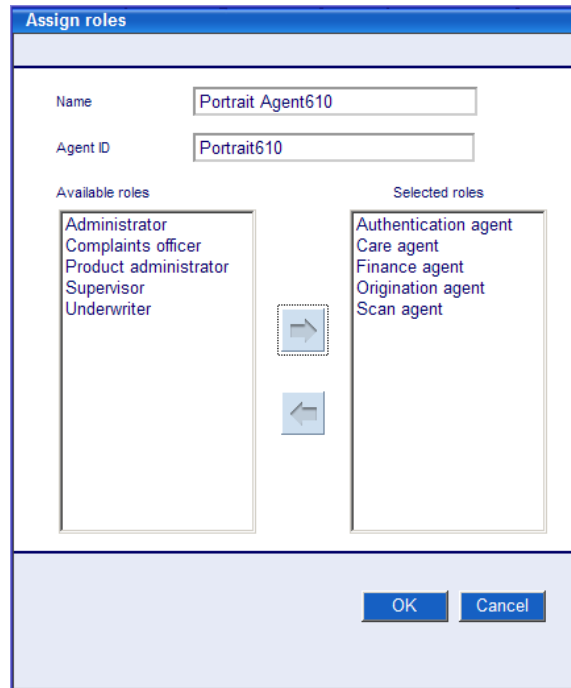 Assign roles
Name
Portrait Agent610
Agent ID
Portrait610
Available roles
Administrator
Complaints officer
Product administrator
Supervisor
Underwriter
Selected roles
Authentication agent
Care agent
Finance agent
Origination agent
Scan agent
OK
Cancel